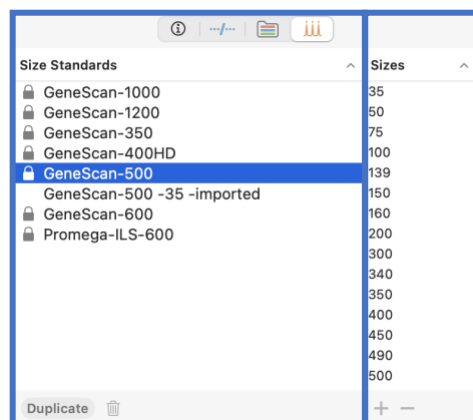 Size Standards
GeneScan-1000
GeneScan-1200
GeneScan-350
GeneScan-400HD
GeneScan-500
GeneScan-500 -35 -imported
GeneScan-600
Promega-ILS-600
Duplicate
Sizes
35
50
75
100
139
150
160
200
300
340
350
400
450
490
500